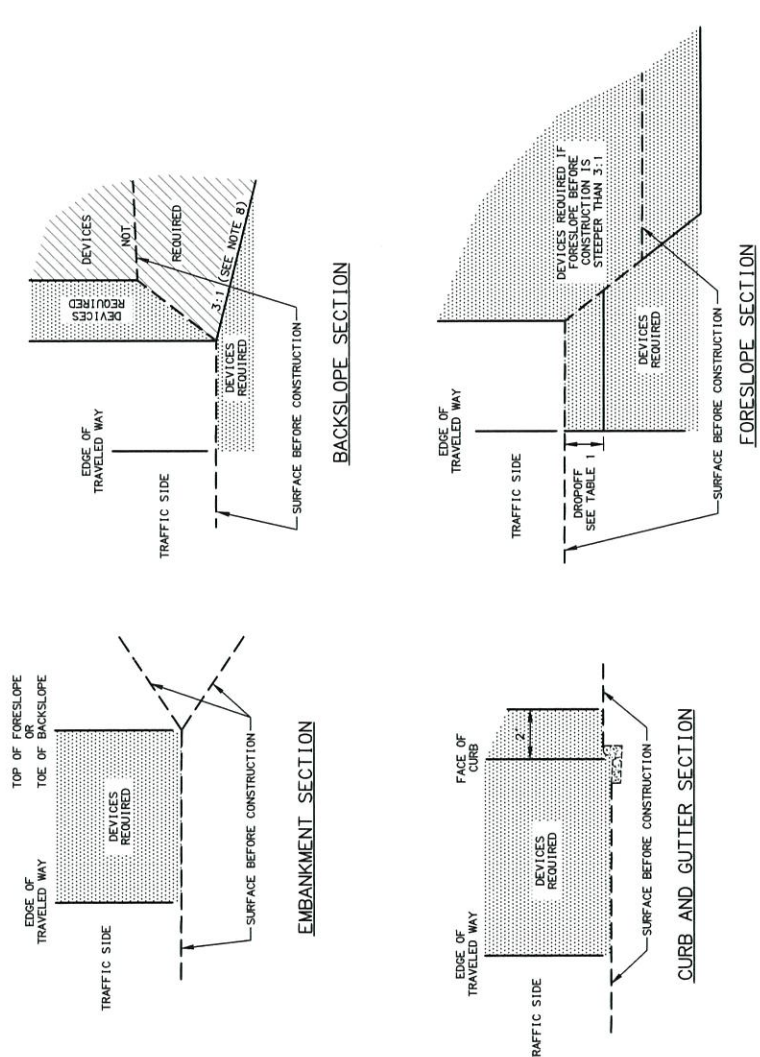 TOP OF FORESLOPE
OR
TOE OF BACKSLOPE
EDGE OF
TRAVELED WAY
TRAFFIC SIDE
DEVICES
REQUIRED
SURFACE BEFORE CONSTRUCTION
EMBANKMENT SECTION
EDGE OF
TRAVELED WAY
TRAFFIC SIDE
DEVICES
REQUIRED
DEVICES
NOT
REQUIRED
3:1 (SEE NOTE 8)
DEVICES
REQUIRED
SURFACE BEFORE CONSTRUCTION
BACKSLOPE SECTION
EDGE OF
TRAVELED WAY
FACE OF
CURB
RAFFIC SIDE
DEVICES
REQUIRED
2'
SURFACE BEFORE CONSTRUCTION
CURB AND GUTTER SECTION
EDGE OF
TRAVELED WAY
TRAFFIC SIDE
DEVICES REQUIRED IF
FORESLOPE BEFORE
CONSTRUCTION IS
STEEPER THAN 3:1
DROPOFF
SEE TABLE 1
DEVICES
REQUIRED
SURFACE BEFORE CONSTRUCTION
FORESLOPE SECTION